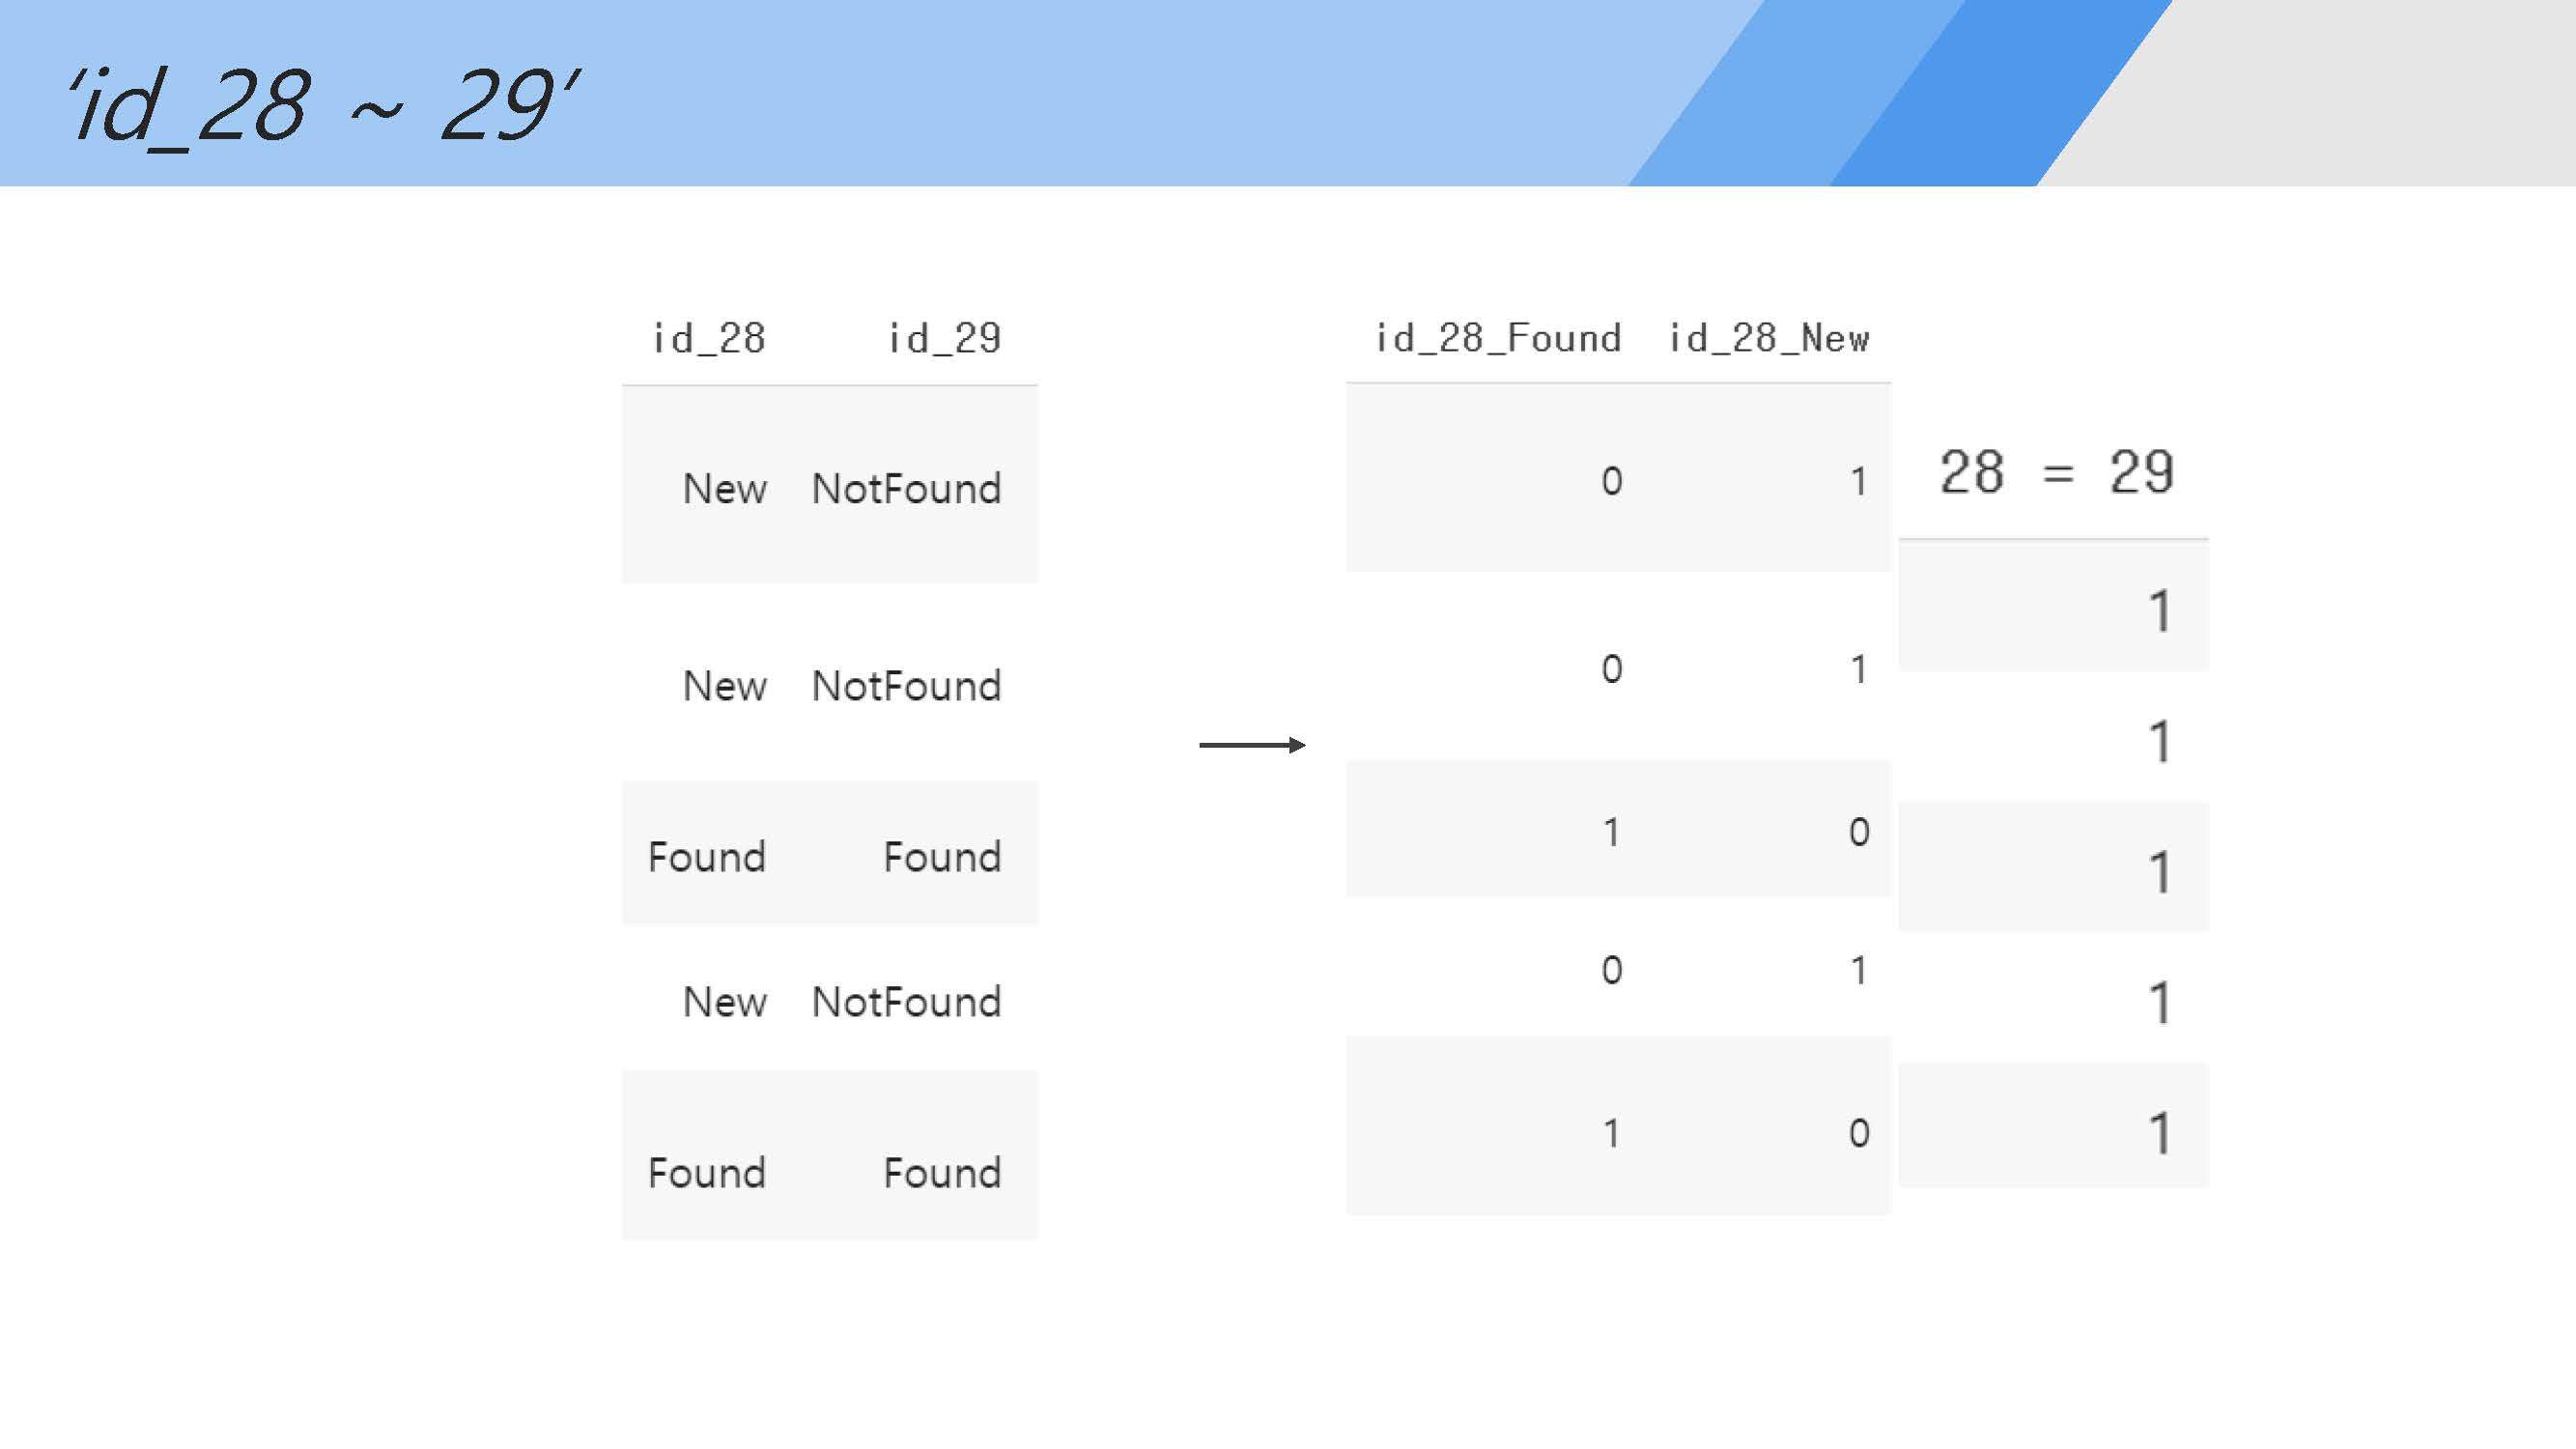 ‘id_28 ~ 29’
id_28 id_29
New NotFound
New NotFound
Found Found
New NotFound
Found Found
id_28_Found id_28_New
0 1
0 1
1 0
0 1
1 0
28 = 29
1
1
1
1
1